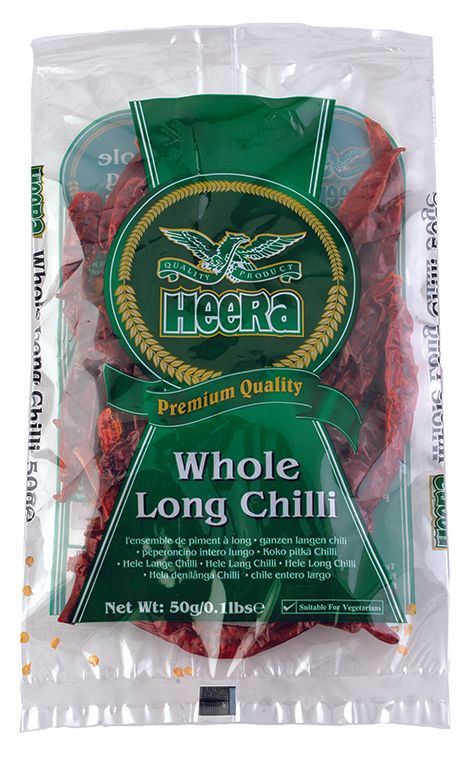 QUALITY PRODUCT
HEERA
Premium Quality
Whole
Long Chilli
l'ensemble de piment à long • ganzen langen chili
• peperoncino intero lungo • Koko pitkä Chilli
• Hele Lange Chilli • Hele Lang Chilli • Hele Long Chilli
• Hela den långa Chilli • chile entero largo
Net Wt: 50g/0.1lbs℮
Suitable For Vegetarians
Heera Whole Long Chilli 50g℮